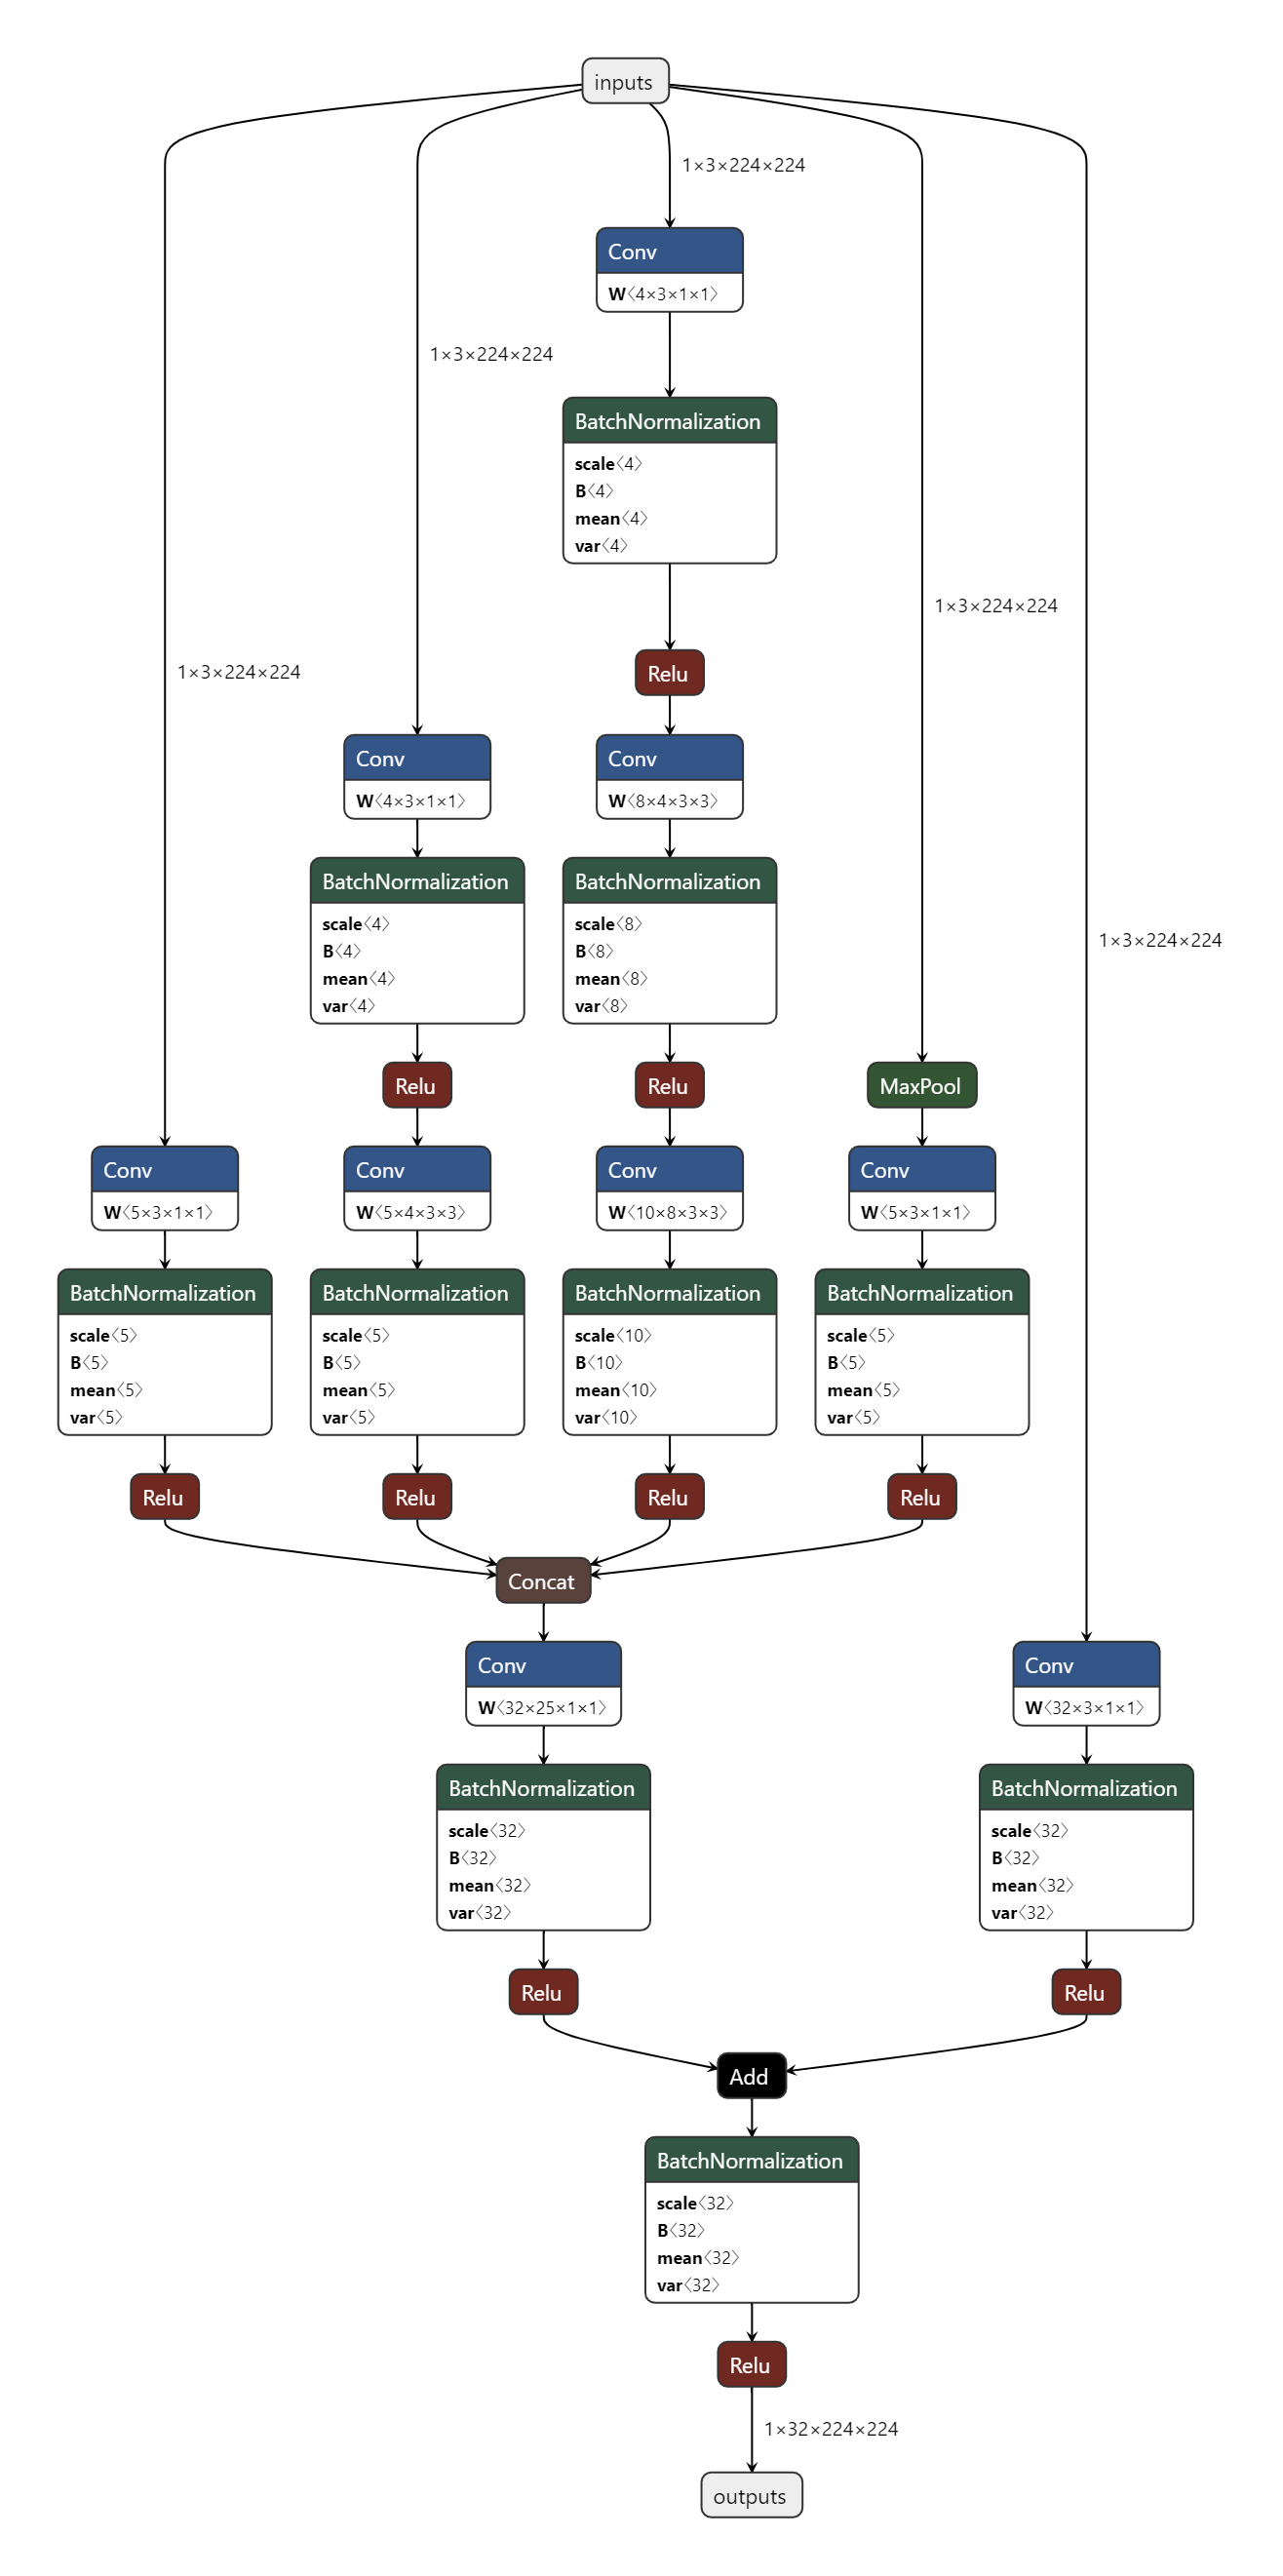 inputs
1×3×224×224
Conv
W〈4×3×1×1〉
1×3×224×224
BatchNormalization
scale〈4〉
B〈4〉
mean〈4〉
var〈4〉
1×3×224×224
1×3×224×224
Relu
Conv
W〈4×3×1×1〉
Conv
W〈8×4×3×3〉
BatchNormalization
scale〈4〉
B〈4〉
mean〈4〉
var〈4〉
BatchNormalization
scale〈8〉
B〈8〉
mean〈8〉
var〈8〉
1×3×224×224
Relu
Relu
MaxPool
Conv
W〈5×3×1×1〉
Conv
W〈5×4×3×3〉
Conv
W〈10×8×3×3〉
Conv
W〈5×3×1×1〉
BatchNormalization
scale〈5〉
B〈5〉
mean〈5〉
var〈5〉
BatchNormalization
scale〈5〉
B〈5〉
mean〈5〉
var〈5〉
BatchNormalization
scale〈10〉
B〈10〉
mean〈10〉
var〈10〉
BatchNormalization
scale〈5〉
B〈5〉
mean〈5〉
var〈5〉
Relu
Relu
Relu
Relu
Concat
Conv
W〈32×25×1×1〉
Conv
W〈32×3×1×1〉
BatchNormalization
scale〈32〉
B〈32〉
mean〈32〉
var〈32〉
BatchNormalization
scale〈32〉
B〈32〉
mean〈32〉
var〈32〉
Relu
Relu
Add
BatchNormalization
scale〈32〉
B〈32〉
mean〈32〉
var〈32〉
Relu
1×32×224×224
outputs